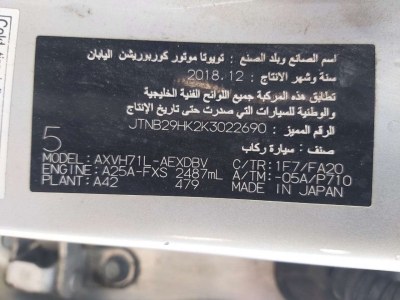 اسم الصانع وبلد الصنع : تويوتا موتور كوربوريشن اليابان
سنة وشهر الانتاج : 2018.12
تطابق هذه المركبة جميع اللوائح الفنية الخليجية
والوطنية للسيارات التي صدرت حتى تاريخ الإنتاج
الرقم المميز : JTNB29HK2K3022690
صنف : سيارة ركاب
5
MODEL: AXVH71L-AEXDBV C/TR: 1F7/FA20
ENGINE: A25A-FXS 2487mL A/TM: -05A/P710
PLANT: A42 479 MADE IN JAPAN